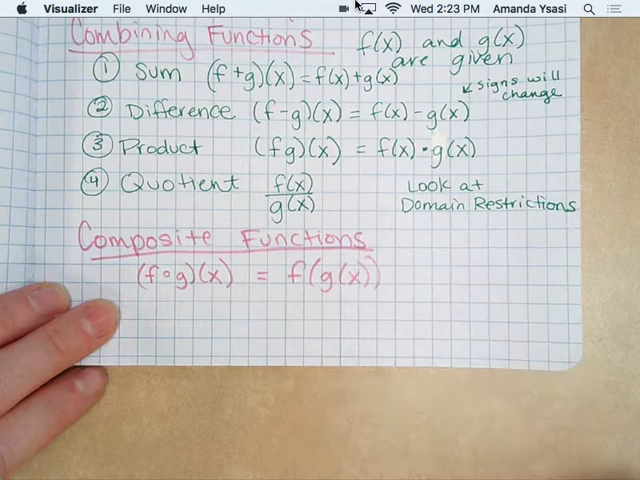 Visualizer File Window Help Wed 2:23 PM Amanda Ysasi
Combining Functions
f(x) and g(x)
are given
① Sum (f+g)(x)=f(x)+g(x)
signs will
change
② Difference (f-g)(x) = f(x)-g(x)
③ Product (fg)(x) = f(x)•g(x)
④ Quotient f(x)
g(x)
Look at
Domain Restrictions
Composite Functions
(f∘g)(x) = f(g(x))